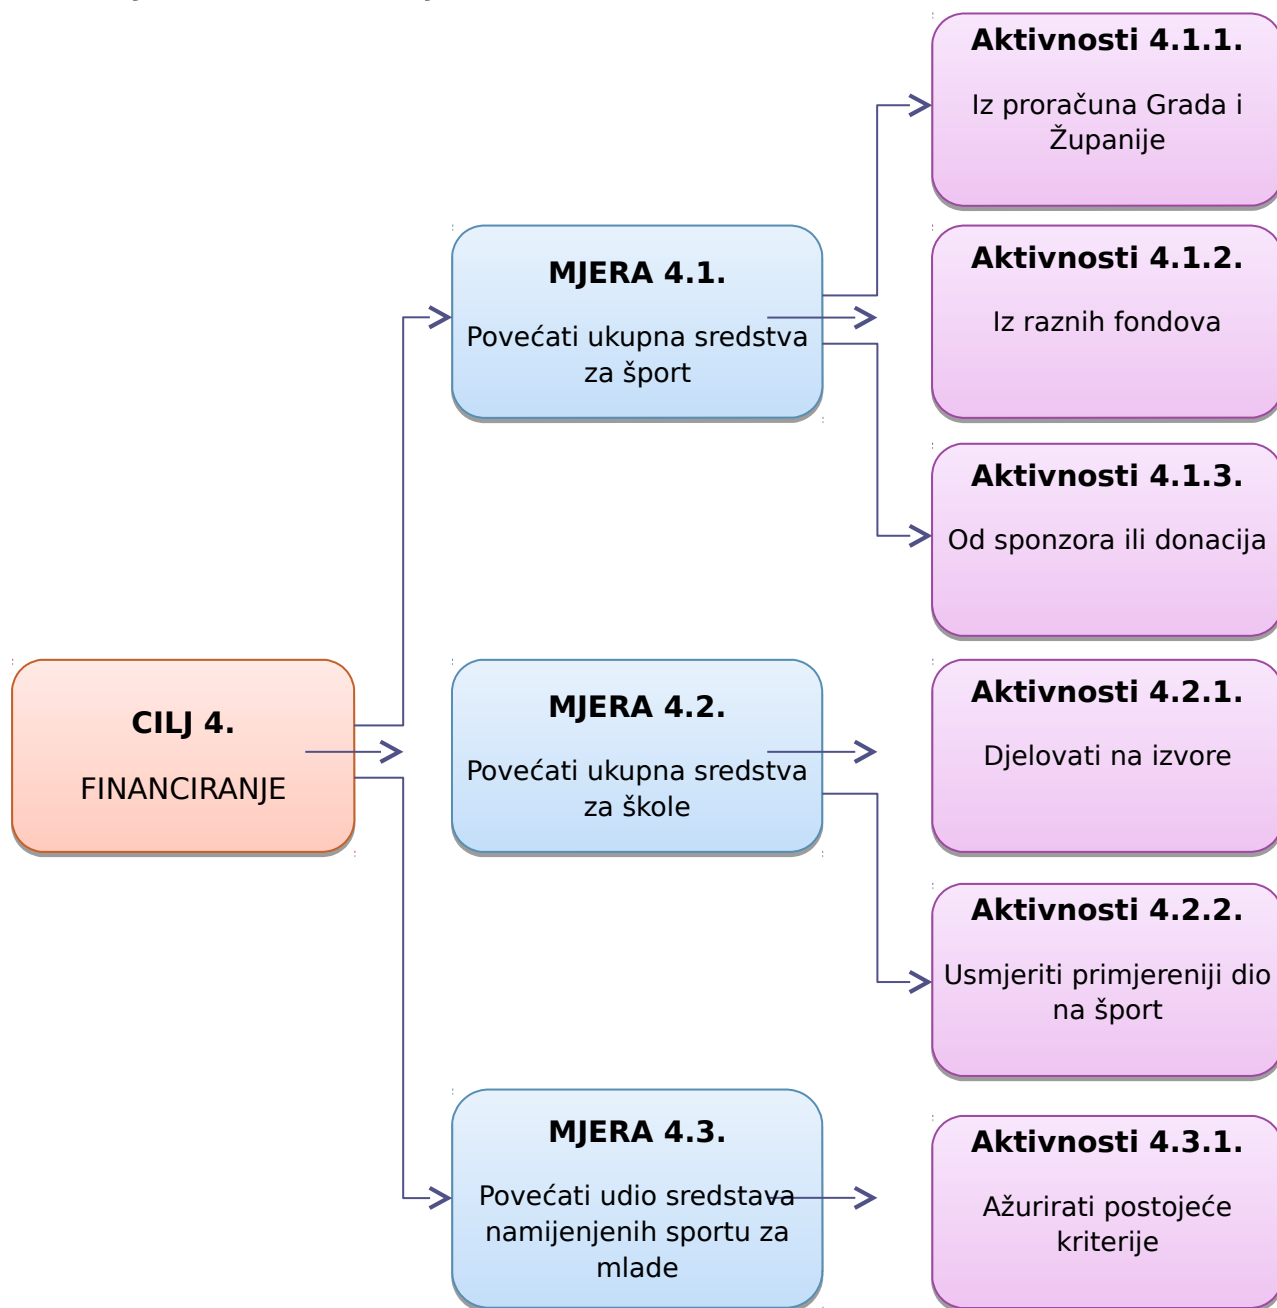 Aktivnosti 4.1.1.
Iz proračuna Grada i
Županije
MJERA 4.1.
Povećati ukupna sredstva
za šport
Aktivnosti 4.1.2.
Iz raznih fondova
Aktivnosti 4.1.3.
Od sponzora ili donacija
CILJ 4.
FINANCIRANJE
MJERA 4.2.
Povećati ukupna sredstva
za škole
Aktivnosti 4.2.1.
Djelovati na izvore
Aktivnosti 4.2.2.
Usmjeriti primjereniji dio
na šport
MJERA 4.3.
Povećati udio sredstava
namijenjenih sportu za
mlade
Aktivnosti 4.3.1.
Ažurirati postojeće
kriterije